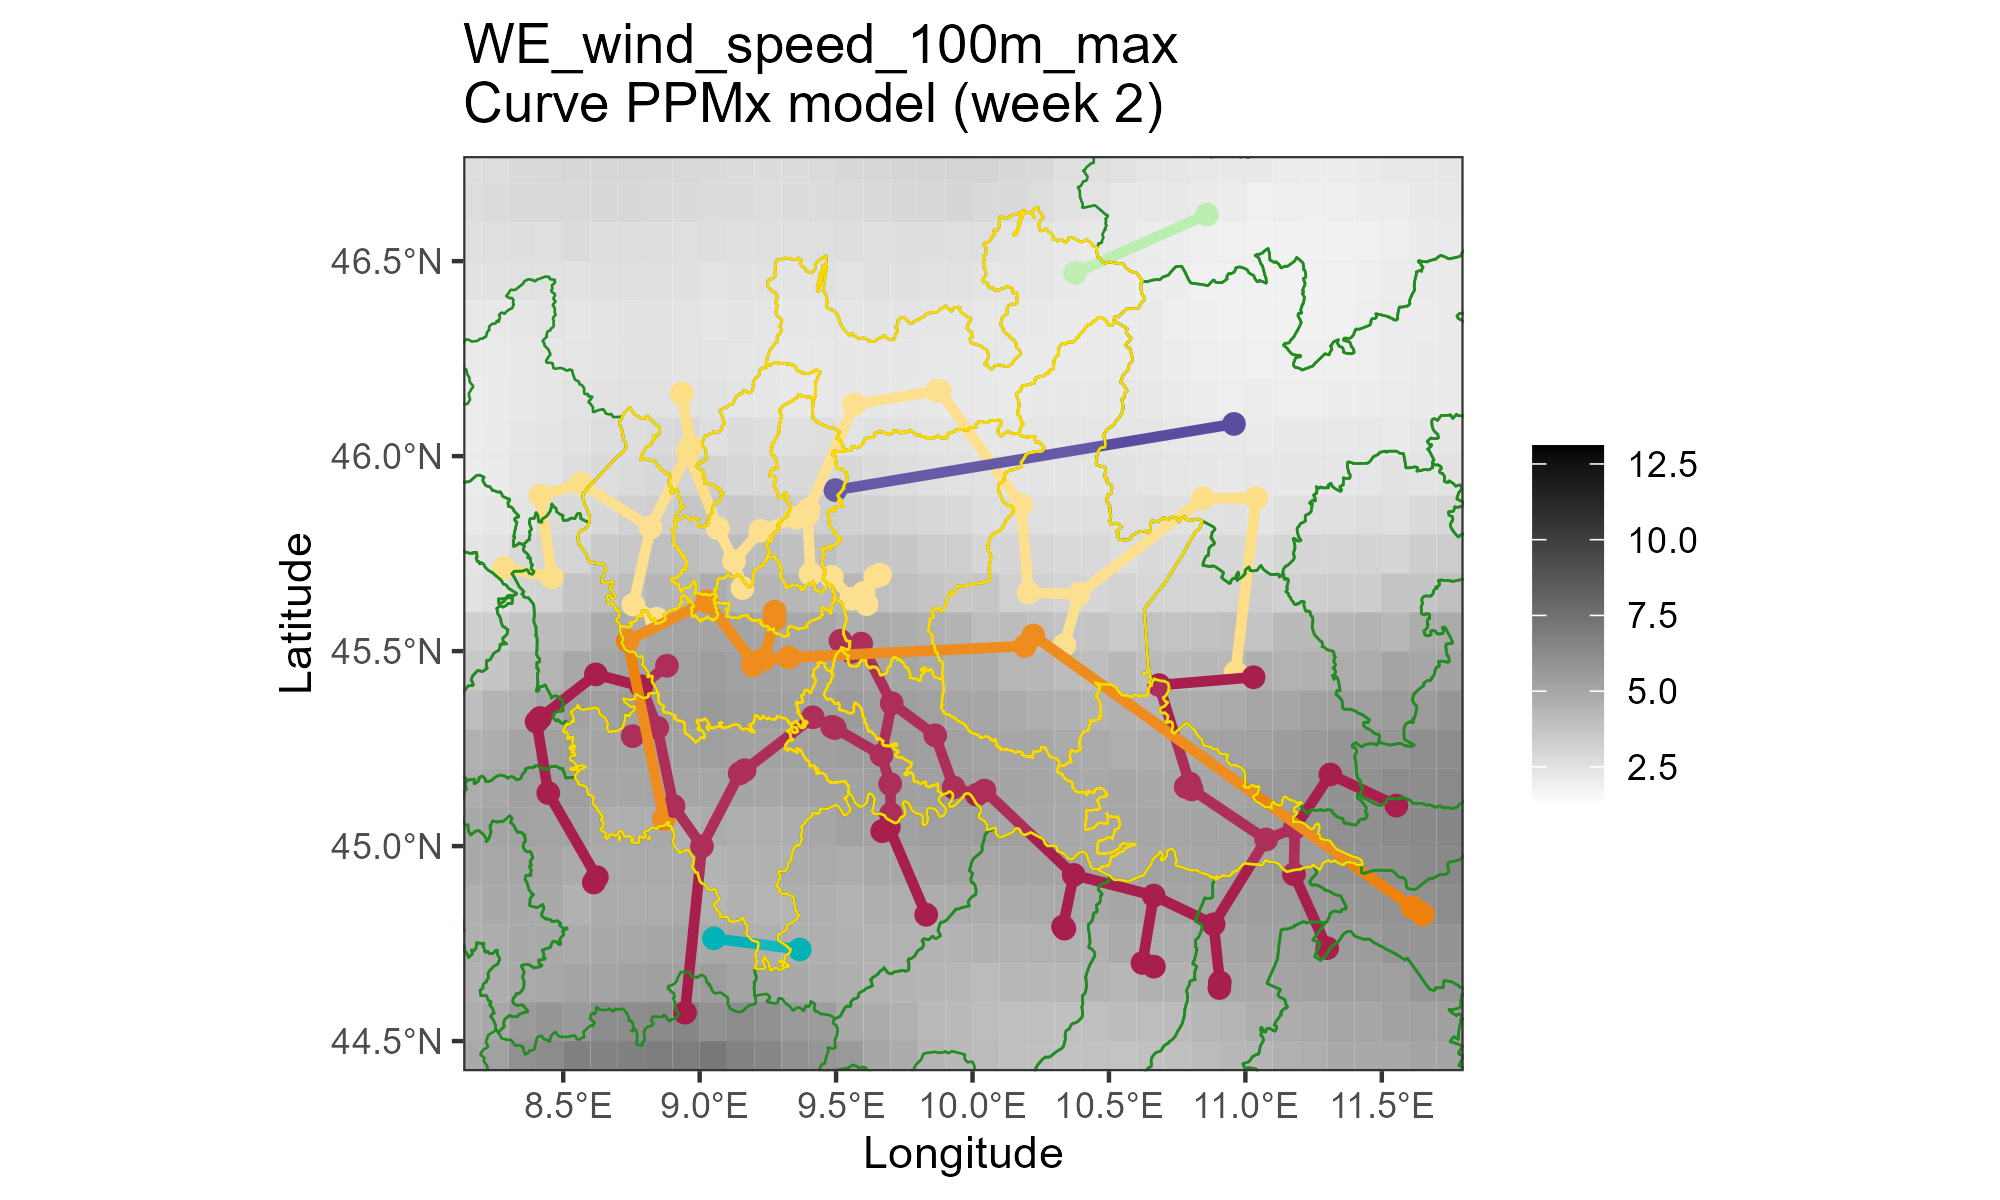 WE_wind_speed_100m_max
Curve PPMx model (week 2)
46.5°N
46.0°N
45.5°N
45.0°N
44.5°N
Latitude
8.5°E 9.0°E 9.5°E 10.0°E 10.5°E 11.0°E 11.5°E
Longitude
12.5
10.0
7.5
5.0
2.5